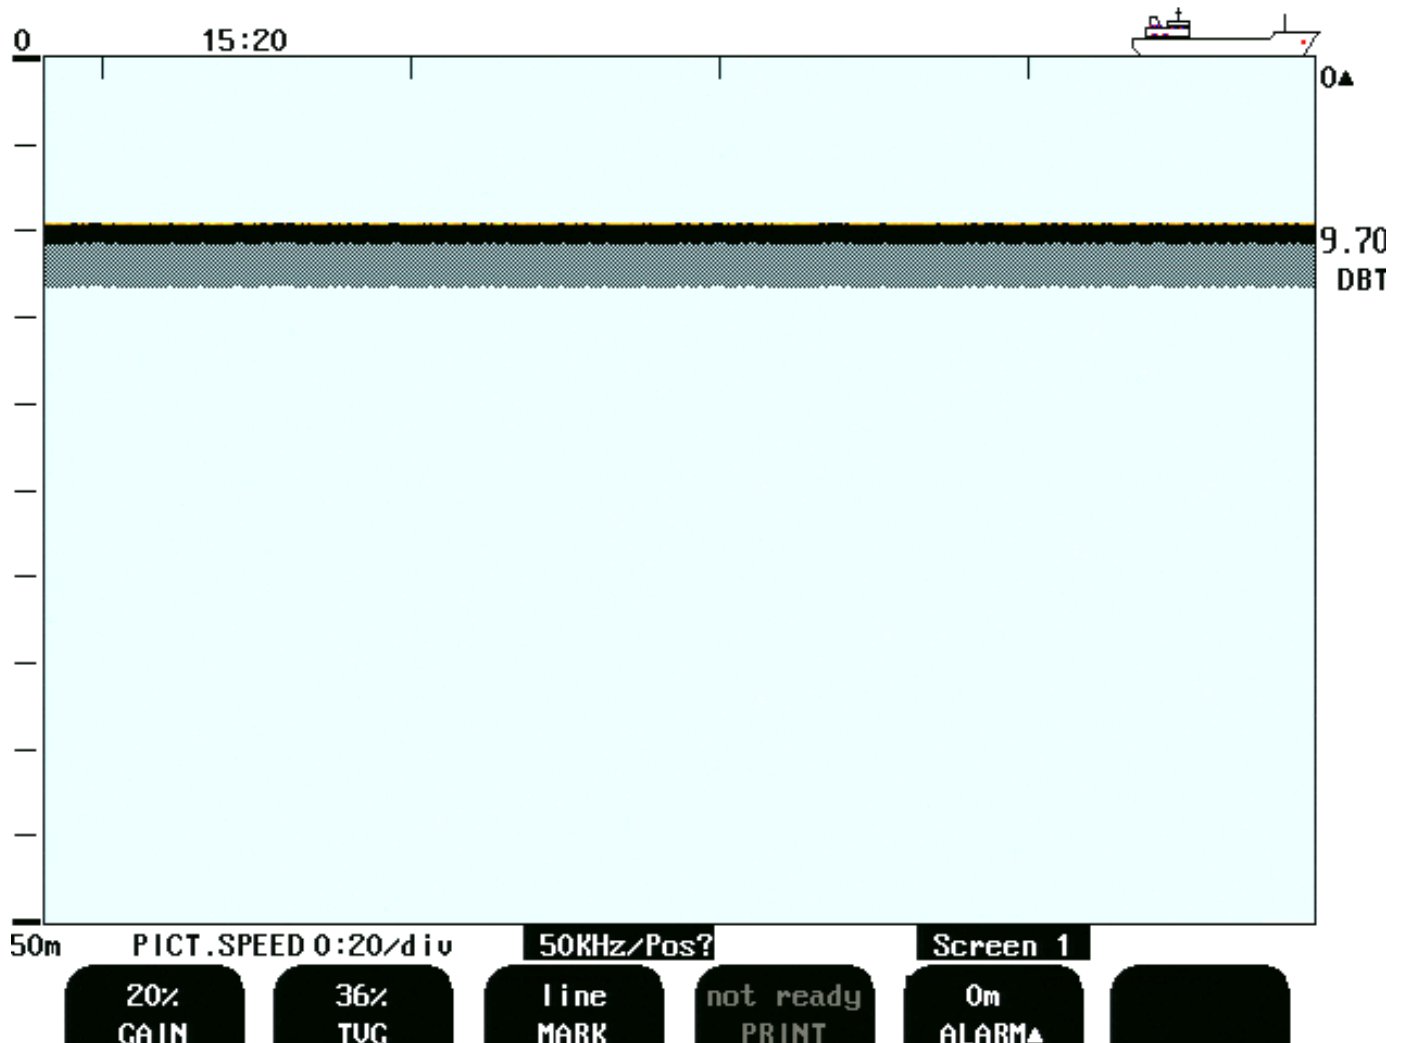 0 15:20
0▲
9.70
DBT
50m PICT.SPEED 0:20/div 50KHz/Pos? Screen 1
20% 36% line not ready 0m
GAIN TVG MARK PRINT ALARM▲